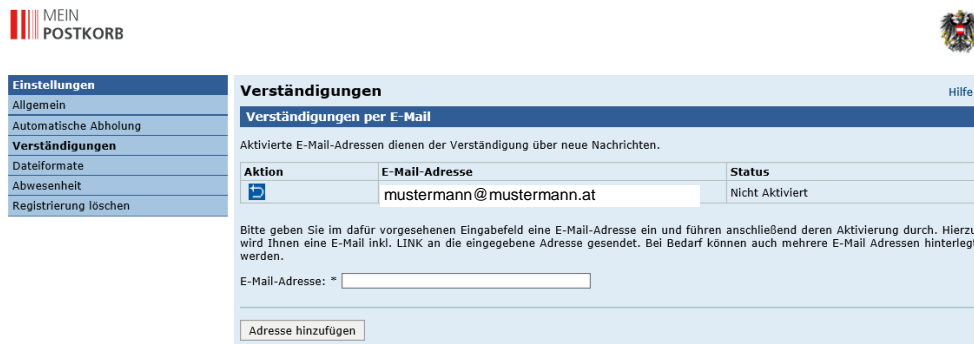 MEIN
POSTKORB
Einstellungen
Allgemein
Automatische Abholung
Verständigungen
Dateiformate
Abwesenheit
Registrierung löschen
Verständigungen
Hilfe
Verständigungen per E-Mail
Aktivierte E-Mail-Adressen dienen der Verständigung über neue Nachrichten.
Aktion E-Mail-Adresse Status
mustermann@mustermann.at Nicht Aktiviert
Bitte geben Sie im dafür vorgesehenen Eingabefeld eine E-Mail-Adresse ein und führen anschließend deren Aktivierung durch. Hierzu
wird Ihnen eine E-Mail inkl. LINK an die eingegebene Adresse gesendet. Bei Bedarf können auch mehrere E-Mail Adressen hinterlegt
werden.
E-Mail-Adresse: *
Adresse hinzufügen